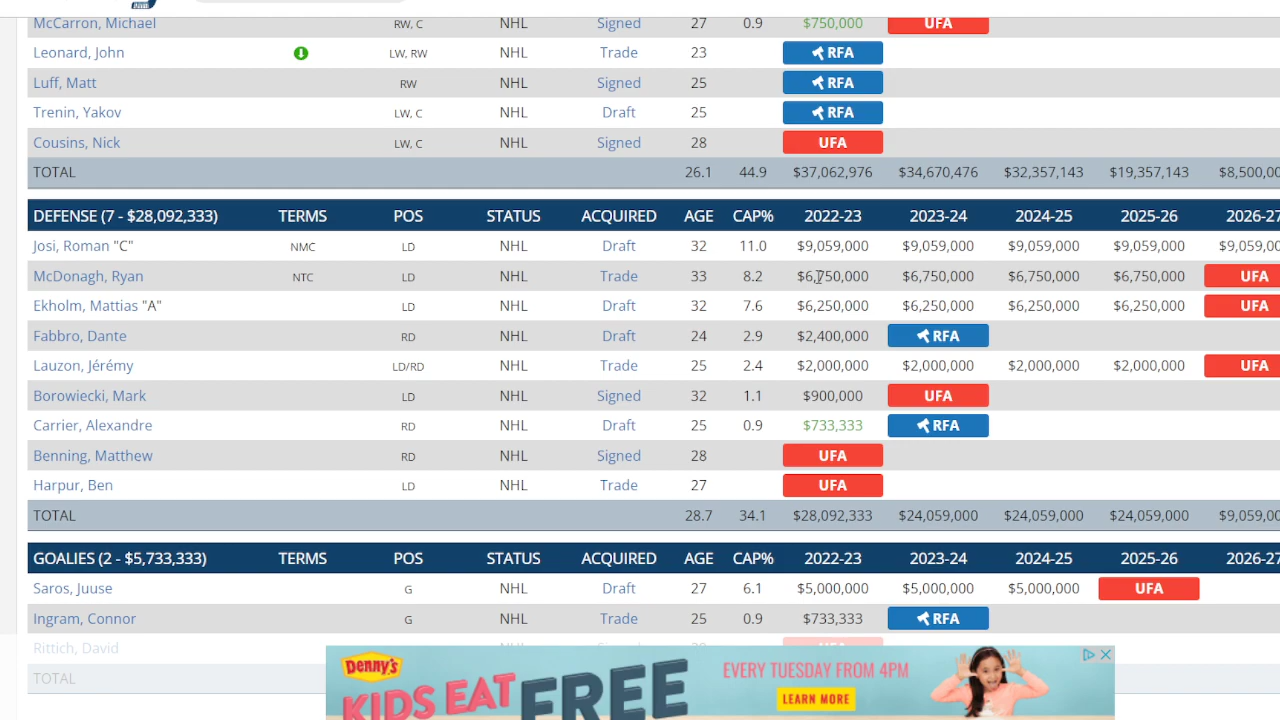 McCarron, Michael RW, C NHL Signed 27 0.9 $750,000 UFA
Leonard, John LW, RW NHL Trade 23 RFA
Luff, Matt RW NHL Signed 25 RFA
Trenin, Yakov LW, C NHL Draft 25 RFA
Cousins, Nick LW, C NHL Signed 28 UFA
TOTAL 26.1 44.9 $37,062,976 $34,670,476 $32,357,143 $19,357,143 $8,500,00
DEFENSE (7 - $28,092,333) TERMS POS STATUS ACQUIRED AGE CAP% 2022-23 2023-24 2024-25 2025-26 2026-27
Josi, Roman "C" NMC LD NHL Draft 32 11.0 $9,059,000 $9,059,000 $9,059,000 $9,059,000 $9,059,0
McDonagh, Ryan NTC LD NHL Trade 33 8.2 $6,750,000 $6,750,000 $6,750,000 $6,750,000 UFA
Ekholm, Mattias "A" LD NHL Draft 32 7.6 $6,250,000 $6,250,000 $6,250,000 $6,250,000 UFA
Fabbro, Dante RD NHL Draft 24 2.9 $2,400,000 RFA
Lauzon, Jérémy LD/RD NHL Trade 25 2.4 $2,000,000 $2,000,000 $2,000,000 $2,000,000 UFA
Borowiecki, Mark LD NHL Signed 32 1.1 $900,000 UFA
Carrier, Alexandre RD NHL Draft 25 0.9 $733,333 RFA
Benning, Matthew RD NHL Signed 28 UFA
Harpur, Ben LD NHL Trade 27 UFA
TOTAL 28.7 34.1 $28,092,333 $24,059,000 $24,059,000 $24,059,000 $9,059,0
GOALIES (2 - $5,733,333) TERMS POS STATUS ACQUIRED AGE CAP% 2022-23 2023-24 2024-25 2025-26 2026-27
Saros, Juuse G NHL Draft 27 6.1 $5,000,000 $5,000,000 $5,000,000 UFA
Ingram, Connor G NHL Trade 25 0.9 $733,333 RFA
Rittich, David
TOTAL
Denny's
KIDS EAT FREE
EVERY TUESDAY FROM 4PM
LEARN MORE